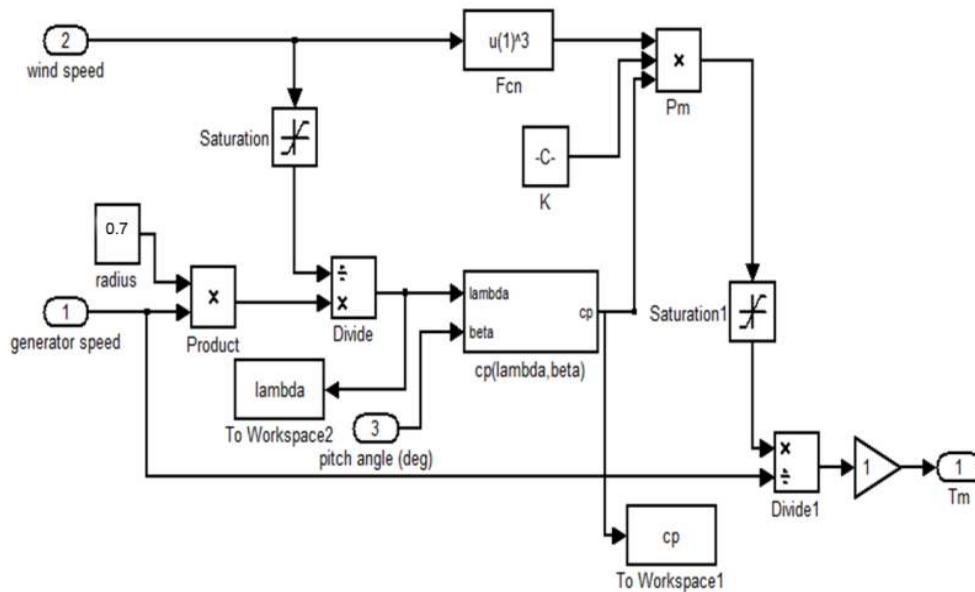 2
wind speed
u(1)^3
Fcn
×
Pm
Saturation
-C-
K
0.7
radius
1
generator speed
×
Product
÷
×
Divide
lambda
beta
cp
cp(lambda,beta)
Saturation1
lambda
To Workspace2
3
pitch angle (deg)
×
÷
Divide1
1
1
Tm
cp
To Workspace1